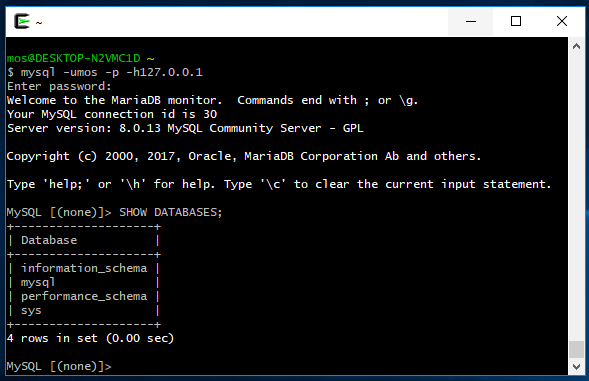 ~
mos@DESKTOP-N2VMC1D ~
$ mysql -umos -p -h127.0.0.1
Enter password:
Welcome to the MariaDB monitor.  Commands end with ; or \g.
Your MySQL connection id is 30
Server version: 8.0.13 MySQL Community Server - GPL

Copyright (c) 2000, 2017, Oracle, MariaDB Corporation Ab and others.

Type 'help;' or '\h' for help. Type '\c' to clear the current input statement.

MySQL [(none)]> SHOW DATABASES;
+--------------------+
| Database           |
+--------------------+
| information_schema |
| mysql              |
| performance_schema |
| sys                |
+--------------------+
4 rows in set (0.00 sec)

MySQL [(none)]>